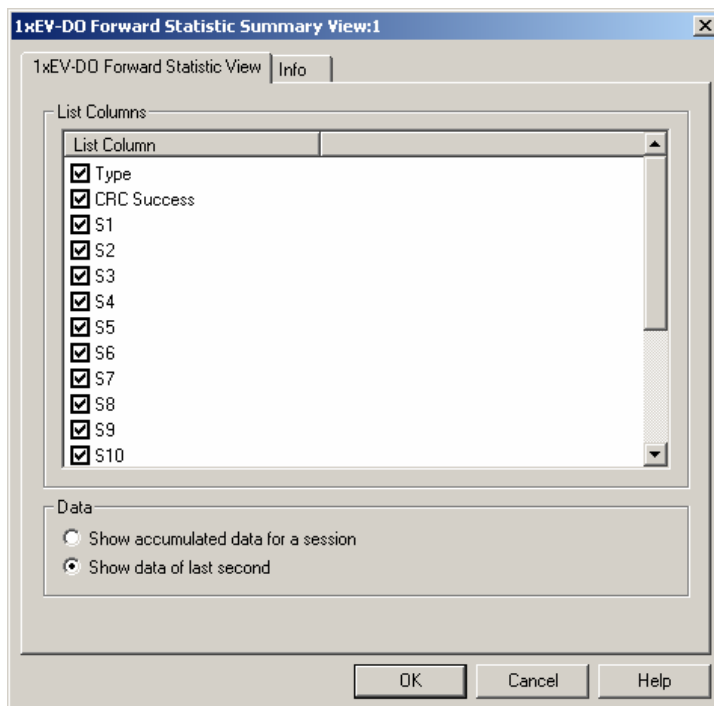 1xEV-DO Forward Statistic Summary View:1
1xEV-DO Forward Statistic View
Info
List Columns
List Column
Type
CRC Success
S1
S2
S3
S4
S5
S6
S7
S8
S9
S10
Data
Show accumulated data for a session
Show data of last second
OK
Cancel
Help